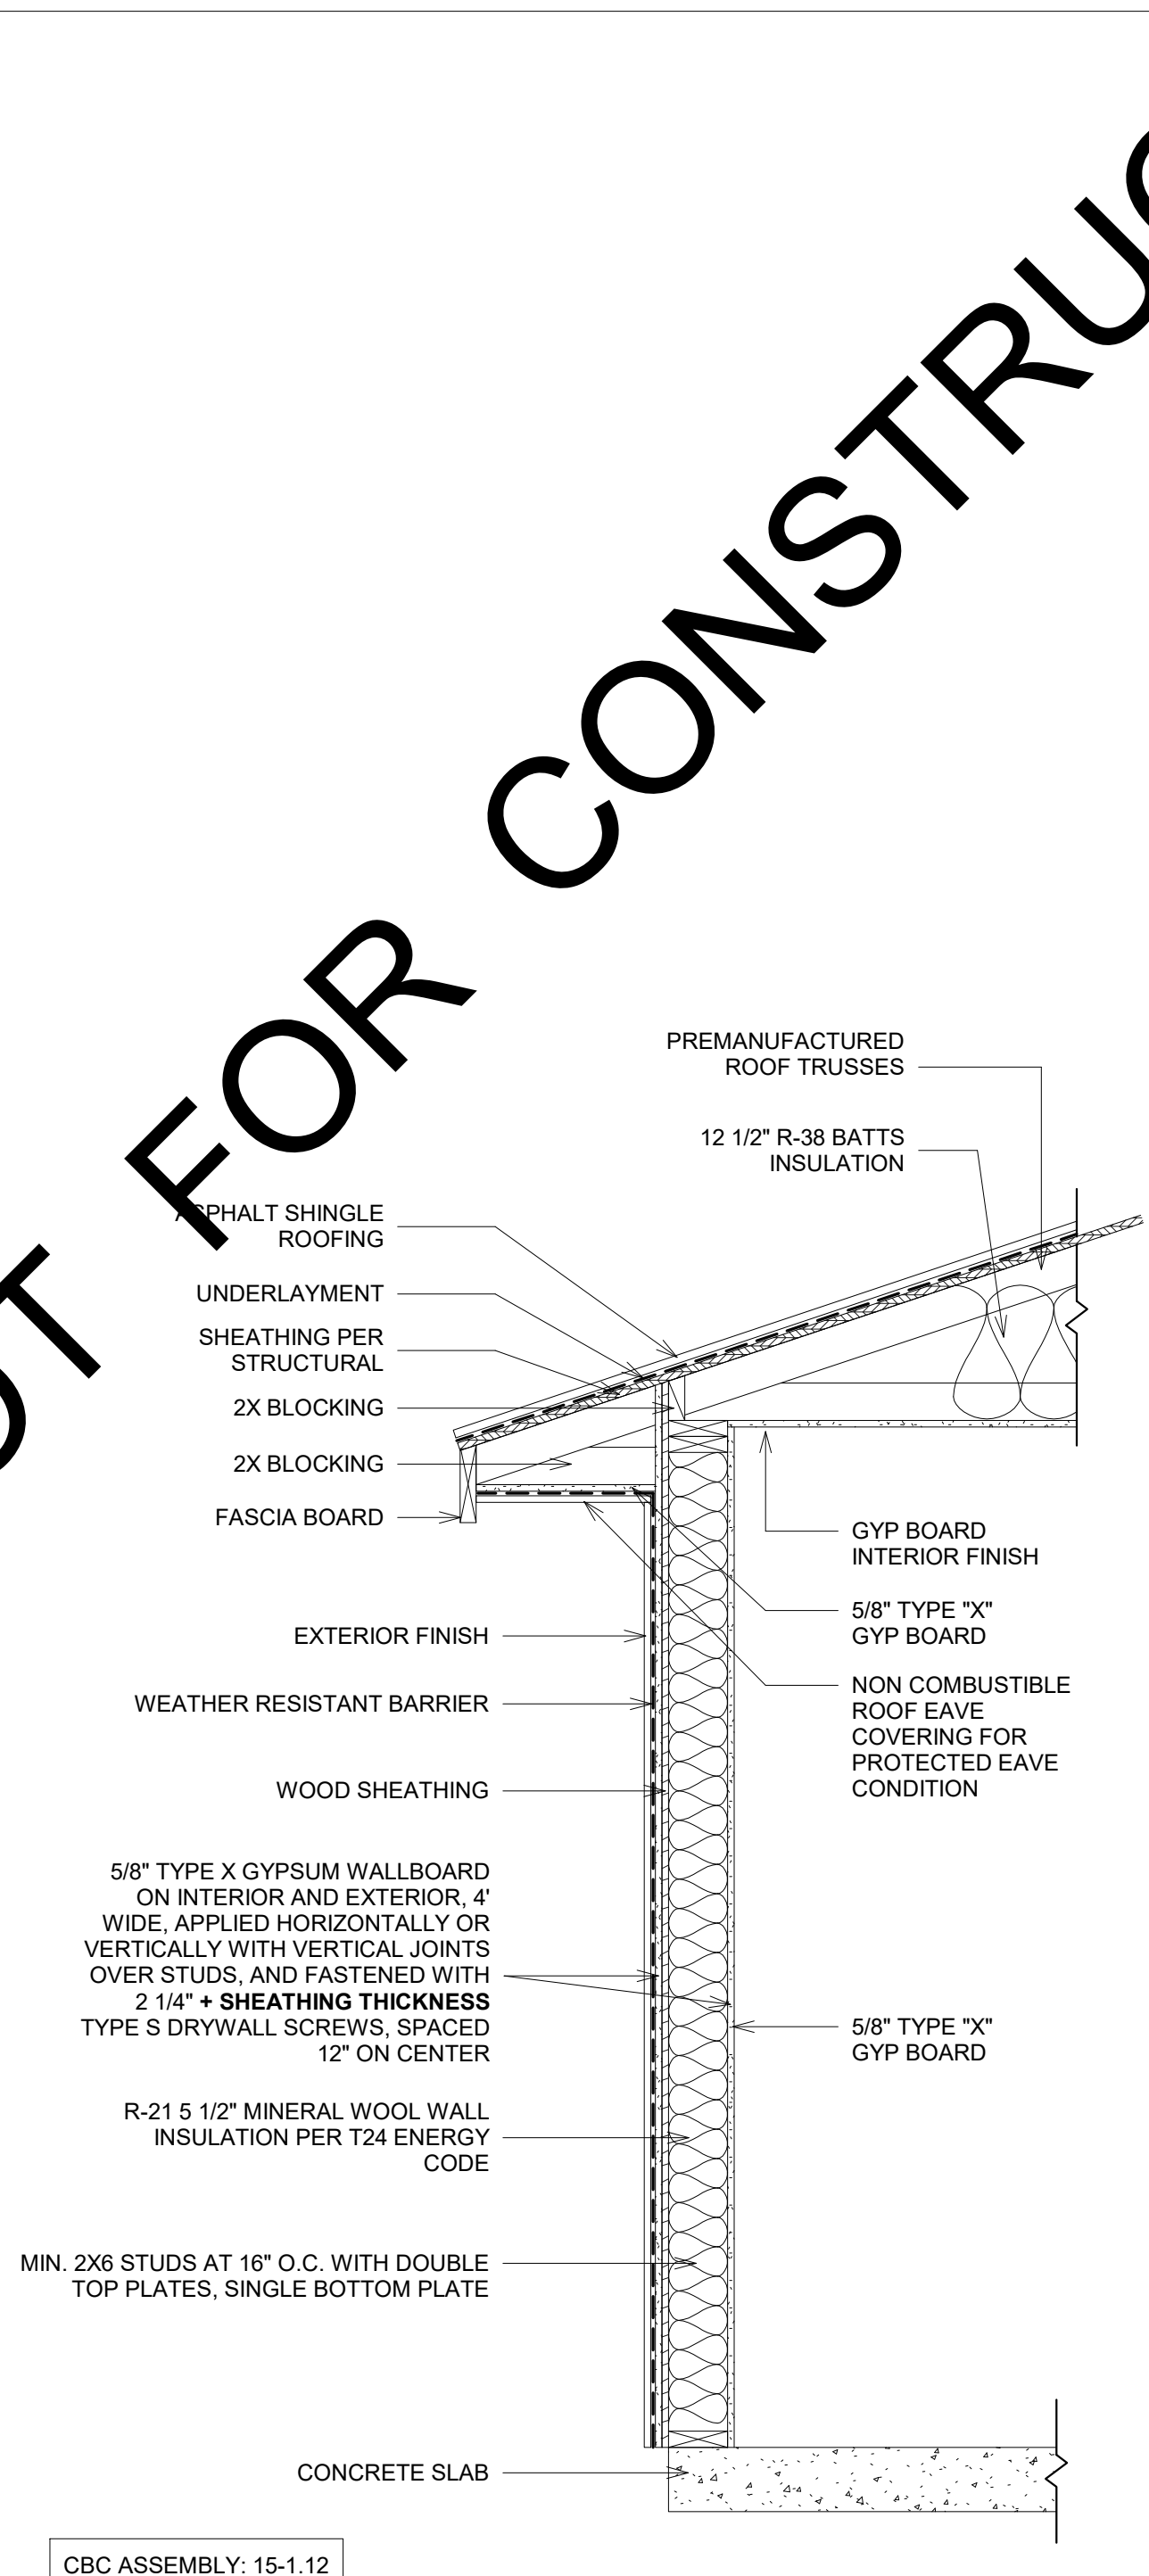 PREMANUFACTURED
ROOF TRUSSES
12 1/2" R-38 BATTS
INSULATION
ASPHALT SHINGLE
ROOFING
UNDERLAYMENT
SHEATHING PER
STRUCTURAL
2X BLOCKING
2X BLOCKING
FASCIA BOARD
GYP BOARD
INTERIOR FINISH
5/8" TYPE "X"
GYP BOARD
NON COMBUSTIBLE
ROOF EAVE
COVERING FOR
PROTECTED EAVE
CONDITION
EXTERIOR FINISH
WEATHER RESISTANT BARRIER
WOOD SHEATHING
5/8" TYPE X GYPSUM WALLBOARD
ON INTERIOR AND EXTERIOR, 4'
WIDE, APPLIED HORIZONTALLY OR
VERTICALLY WITH VERTICAL JOINTS
OVER STUDS, AND FASTENED WITH
2 1/4" + SHEATHING THICKNESS
TYPE S DRYWALL SCREWS, SPACED
12" ON CENTER
5/8" TYPE "X"
GYP BOARD
R-21 5 1/2" MINERAL WOOL WALL
INSULATION PER T24 ENERGY
CODE
MIN. 2X6 STUDS AT 16" O.C. WITH DOUBLE
TOP PLATES, SINGLE BOTTOM PLATE
CONCRETE SLAB
CBC ASSEMBLY: 15-1.12
OT FOR CONSTRUC